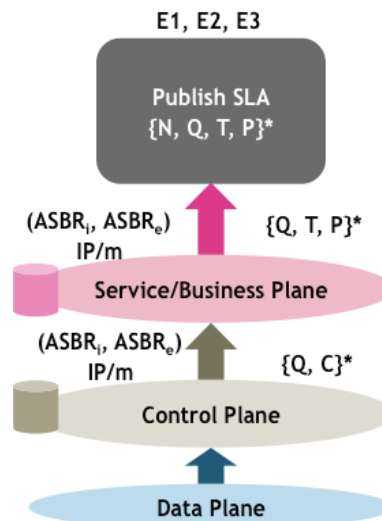 E1, E2, E3
Publish SLA
{N, Q, T, P}*
(ASBRi, ASBRe) {Q, T, P}*
IP/m
Service/Business Plane
(ASBRi, ASBRe)
IP/m {Q, C}*
Control Plane
Data Plane